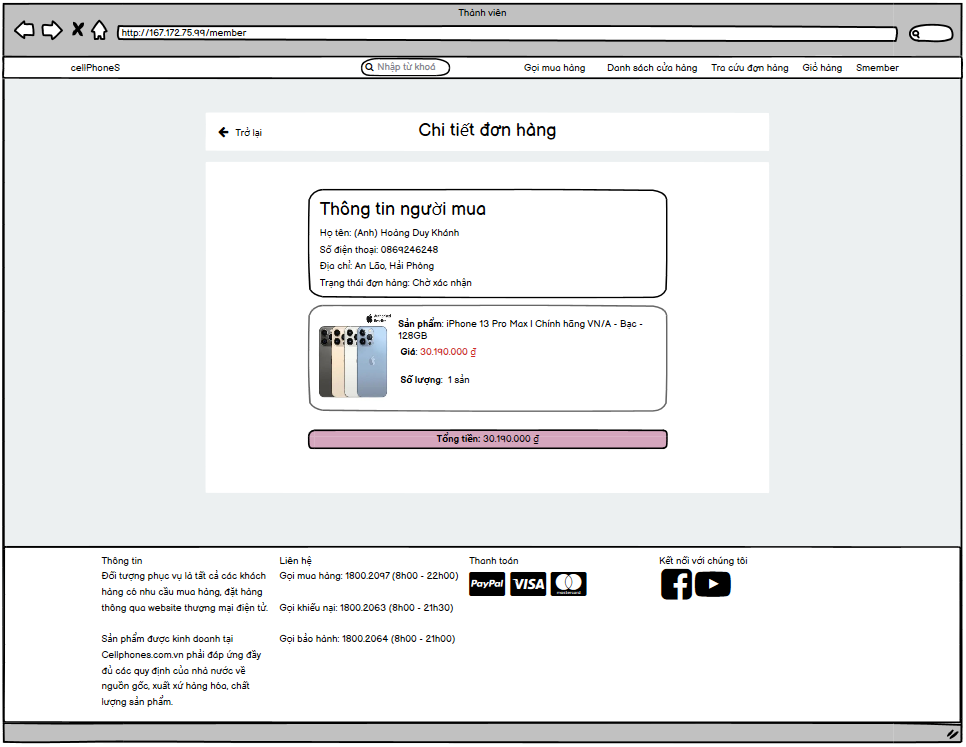 Thành viên
http://167.172.75.99/member
cellPhoneS
Nhập từ khoá
Gọi mua hàng
Danh sách cửa hàng
Tra cứu đơn hàng
Giỏ hàng
Smember
Trở lại
Chi tiết đơn hàng
Thông tin người mua
Họ tên: (Anh) Hoàng Duy Khánh
Số điện thoại: 0869246248
Địa chỉ: An Lão, Hải Phòng
Trạng thái đơn hàng: Chờ xác nhận
Sản phẩm: iPhone 13 Pro Max I Chính hãng VN/A - Bạc -
128GB
Giá: 30.190.000 ₫
Số lượng: 1 sản
Tổng tiền: 30.190.000 ₫
Thông tin
Đối tượng phục vụ là tất cả các khách
hàng có nhu cầu mua hàng, đặt hàng
thông qua website thượng mại điện tử.
Sản phẩm được kinh doanh tại
Cellphones.com.vn phải đáp ứng đầy
đủ các quy định của nhà nước về
nguồn gốc, xuất xứ hàng hóa, chất
lượng sản phẩm.
Liên hệ
Gọi mua hàng: 1800.2097 (8h00 - 22h00)
Gọi khiếu nại: 1800.2063 (8h00 - 21h30)
Gọi bảo hành: 1800.2064 (8h00 - 21h00)
Thanh toán
PayPal
VISA
mastercard
Kết nối với chúng tôi